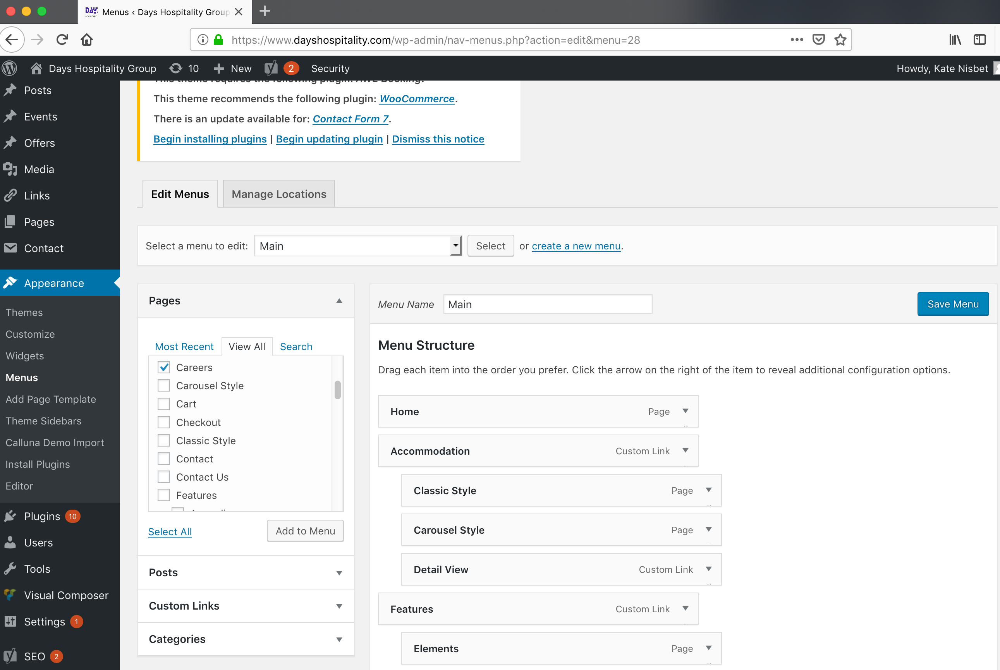 DAY!
Menus ‹ Days Hospitality Group
https://www.dayshospitality.com/wp-admin/nav-menus.php?action=edit&menu=28
Days Hospitality Group 10 New 2 Security Howdy, Kate Nisbet
Posts
Events
Offers
Media
Links
Pages
Contact
Appearance
Themes
Customize
Widgets
Menus
Add Page Template
Theme Sidebars
Calluna Demo Import
Install Plugins
Editor
Plugins 10
Users
Tools
Visual Composer
Settings 1
SEO 2
This theme requires the following plugin: AWE Booking.
This theme recommends the following plugin: WooCommerce.
There is an update available for: Contact Form 7.
Begin installing plugins | Begin updating plugin | Dismiss this notice
Edit Menus Manage Locations
Select a menu to edit: Main Select or create a new menu.
Pages
Most Recent View All Search
Careers
Carousel Style
Cart
Checkout
Classic Style
Contact
Contact Us
Features
Select All Add to Menu
Posts
Custom Links
Categories
Menu Name Main Save Menu
Menu Structure
Drag each item into the order you prefer. Click the arrow on the right of the item to reveal additional configuration options.
Home Page
Accommodation Custom Link
Classic Style Page
Carousel Style Page
Detail View Custom Link
Features Custom Link
Elements Page